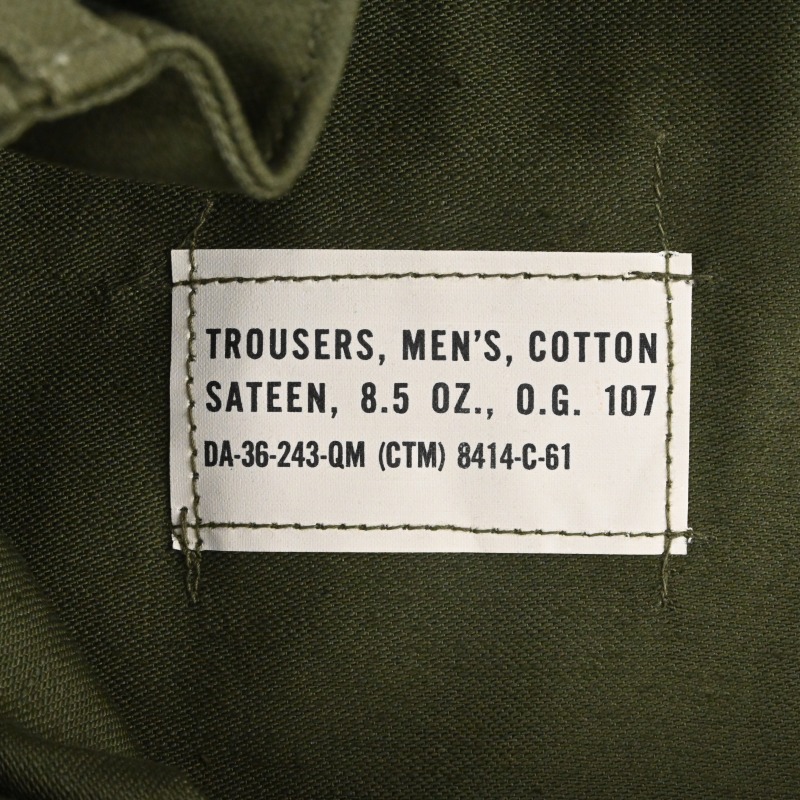 TROUSERS, MEN'S, COTTON
SATEEN, 8.5 OZ., O.G. 107
DA-36-243-QM (CTM) 8414-C-61